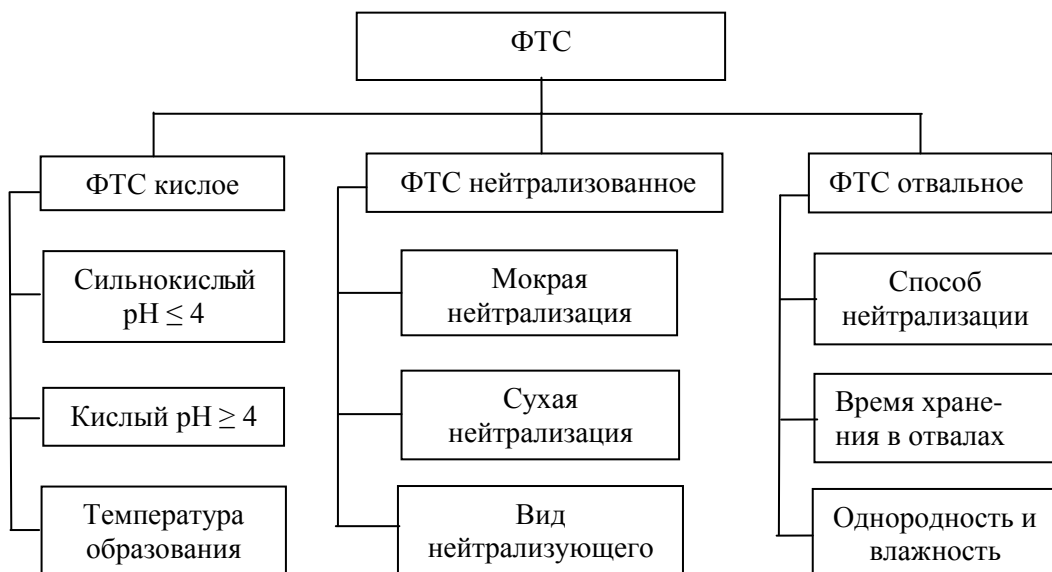 ФТС
ФТС кислое
ФТС нейтрализованное
ФТС отвальное
Сильнокислый
pH ≤ 4
Кислый pH ≥ 4
Температура
образования
Мокрая
нейтрализация
Сухая
нейтрализация
Вид
нейтрализующего
Способ
нейтрализации
Время хране-
ния в отвалах
Однородность и
влажность